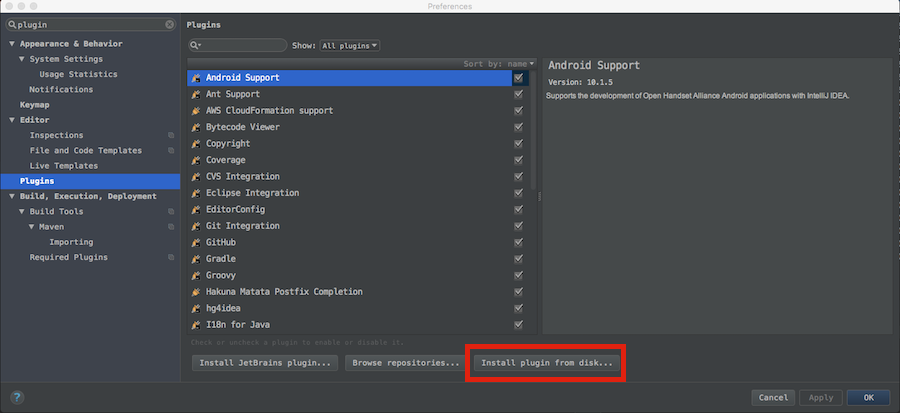 Preferences
plugin
Appearance & Behavior
System Settings
Usage Statistics
Notifications
Keymap
Editor
Inspections
File and Code Templates
Live Templates
Plugins
Build, Execution, Deployment
Build Tools
Maven
Importing
Required Plugins
Plugins
Show: All plugins
Sort by: name
Android Support
Ant Support
AWS CloudFormation support
Bytecode Viewer
Copyright
Coverage
CVS Integration
Eclipse Integration
EditorConfig
Git Integration
GitHub
Gradle
Groovy
Hakuna Matata Postfix Completion
hg4idea
I18n for Java
Check or uncheck a plugin to enable or disable it.
Install JetBrains plugin... Browse repositories... Install plugin from disk...
Android Support
Version: 10.1.5
Supports the development of Open Handset Alliance Android applications with IntelliJ IDEA.
?
Cancel Apply OK